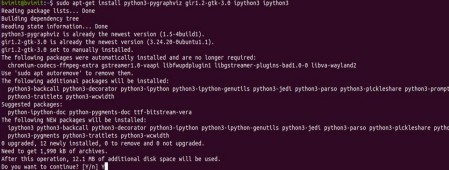 bvimit@bvimit:~$ sudo apt-get install python3-pygraphviz gir1.2-gtk-3.0 ipython3
Reading package lists... Done
Building dependency tree
Reading state information... Done
python3-pygraphviz is already the newest version (1.5-4build1).
gir1.2-gtk-3.0 is already the newest version (3.24.20-0ubuntu1.1).
gir1.2-gtk-3.0 set to manually installed.
The following packages were automatically installed and are no longer required:
chromium-codecs-ffmpeg-extra gstreamer1.0-vaapi libfwupdplugin1 libgstreamer-plugins-bad1.0-0 libva-wayland2
Use 'sudo apt autoremove' to remove them.
The following additional packages will be installed:
python3-backcall python3-decorator python3-ipython python3-ipython-genutils python3-jedi python3-parso python3-pickleshare python3-prompt
python3-traitlets python3-wcwidth
Suggested packages:
python-ipython-doc python-pygments-doc ttf-bitstream-vera
The following NEW packages will be installed:
ipython3 python3-backcall python3-decorator python3-ipython python3-ipython-genutils python3-jedi python3-parso python3-pickleshare pytho
python3-pygments python3-traitlets python3-wcwidth
0 upgraded, 12 newly installed, 0 to remove and 0 not upgraded.
Need to get 1,990 kB of archives.
After this operation, 12.1 MB of additional disk space will be used.
Do you want to continue? [Y/n] Y